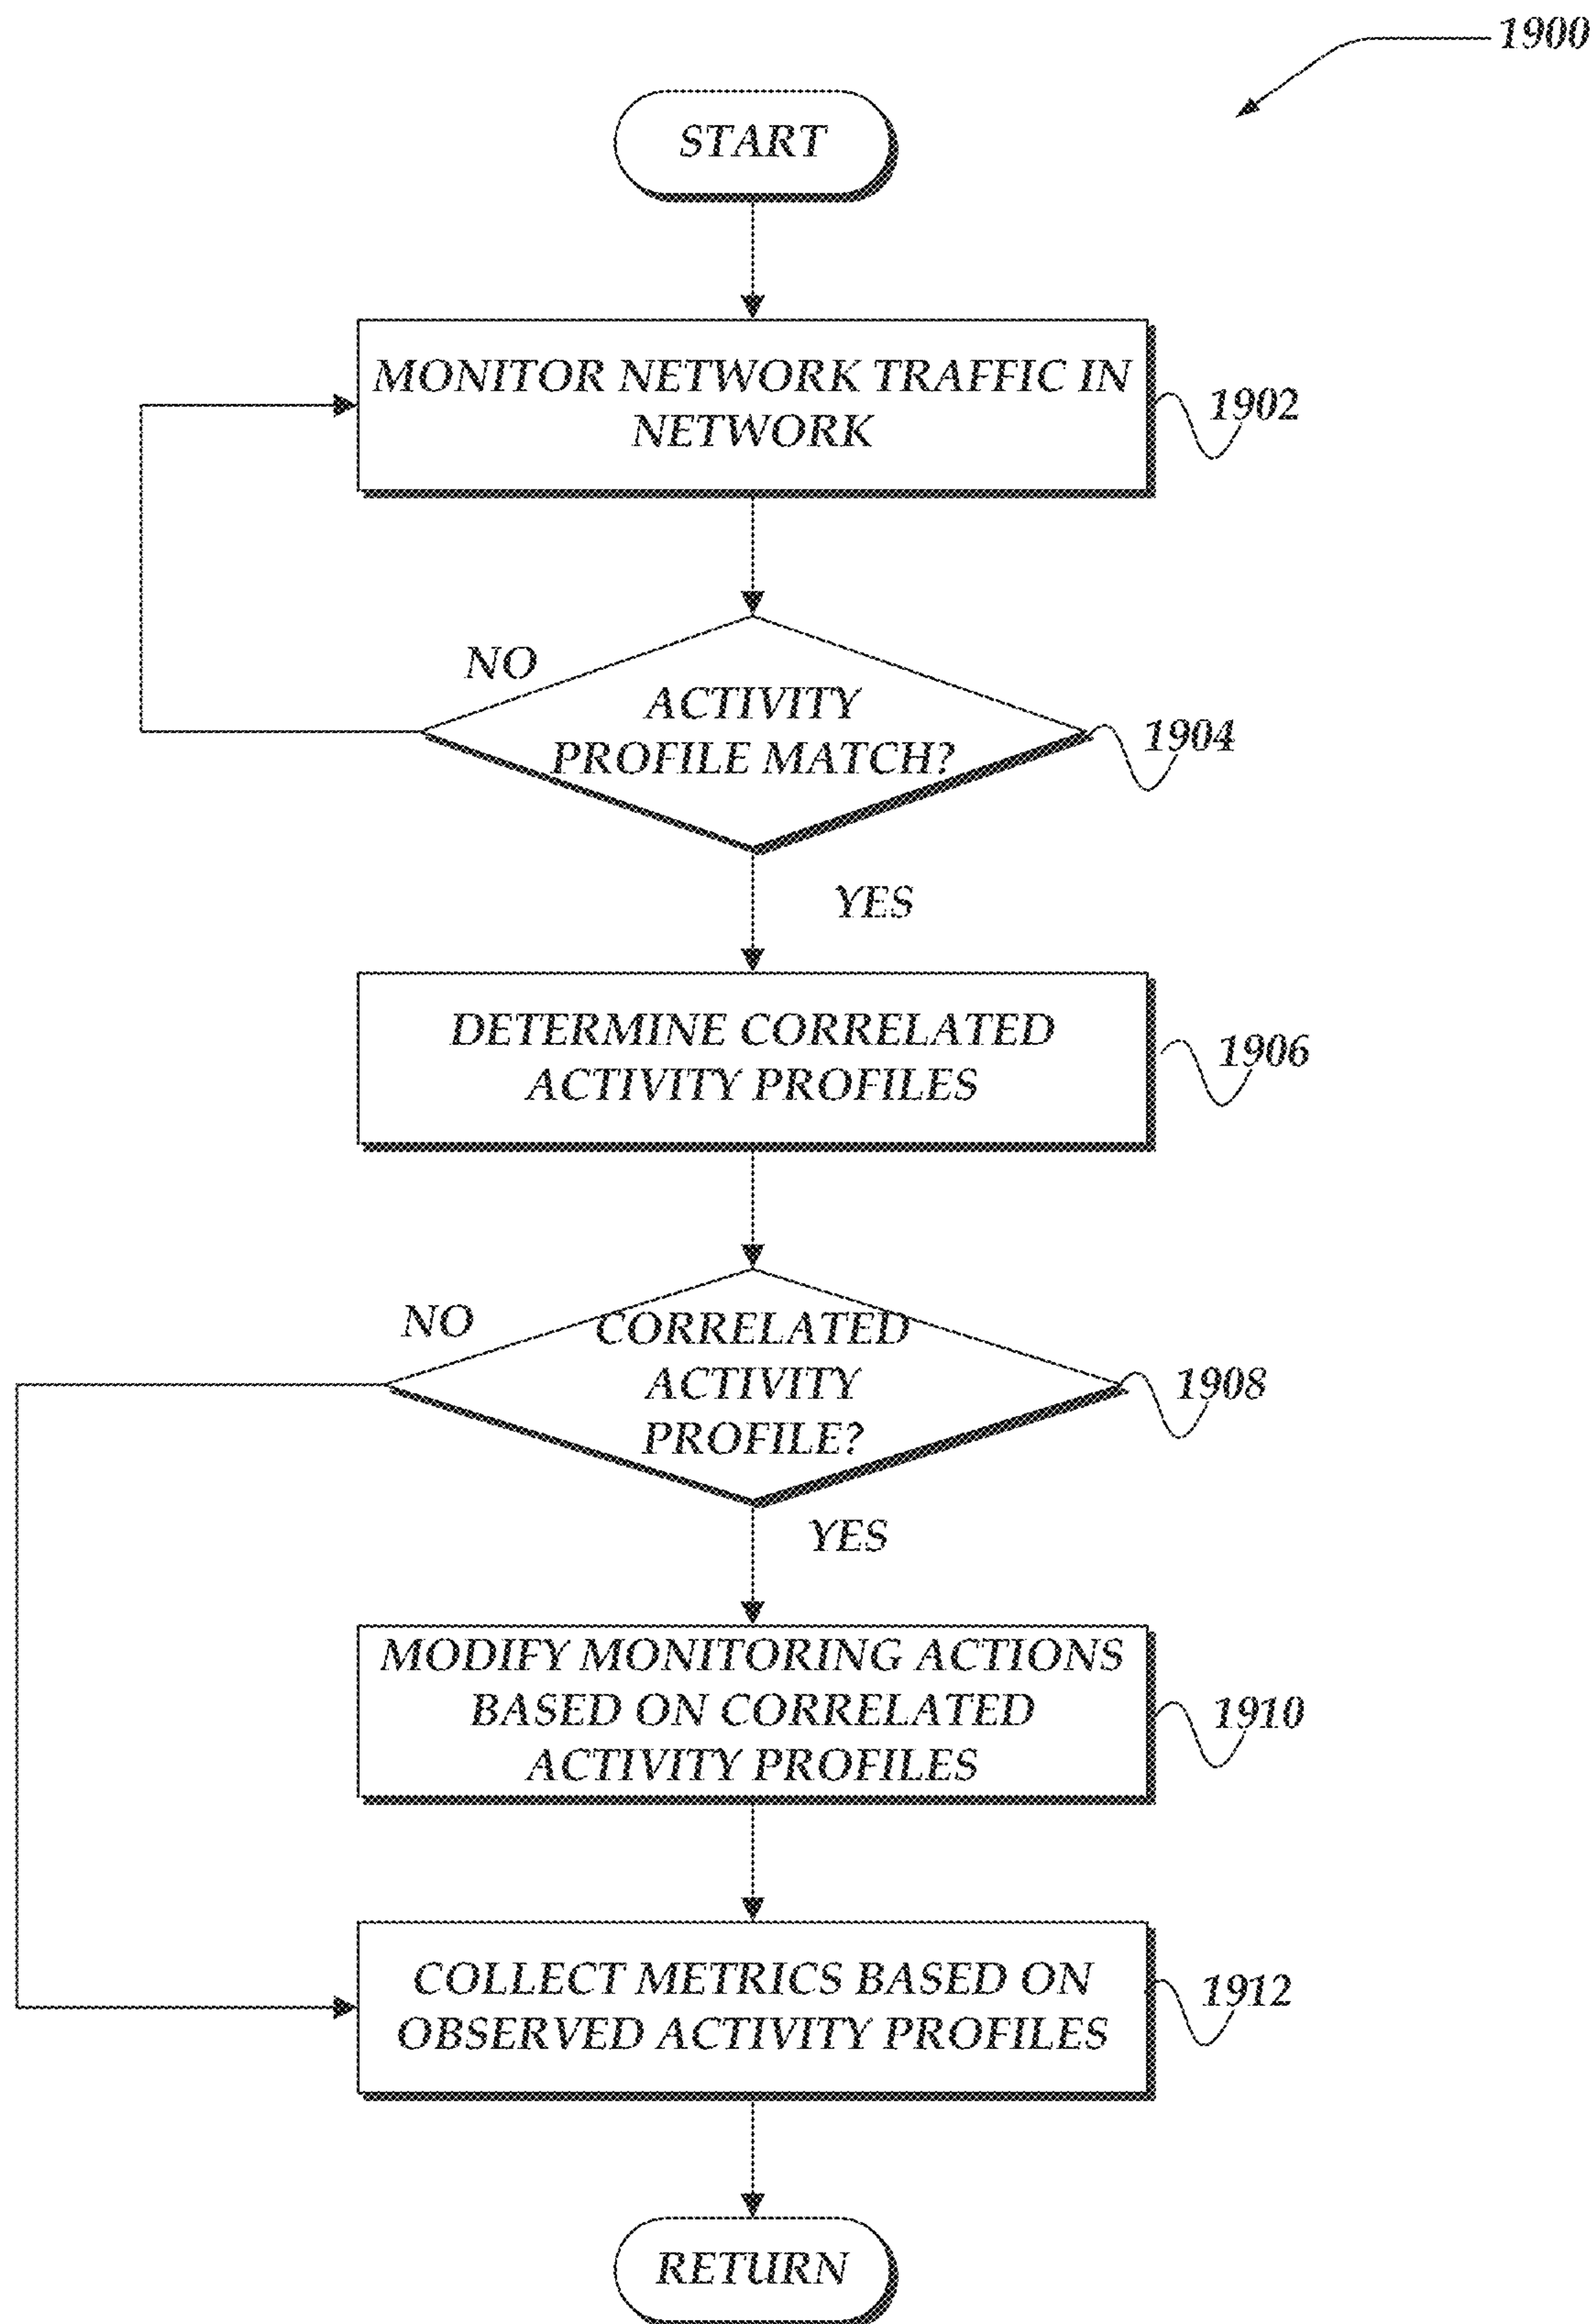 1900
START
MONITOR NETWORK TRAFFIC IN
NETWORK
1902
NO
ACTIVITY
PROFILE MATCH?
1904
YES
DETERMINE CORRELATED
ACTIVITY PROFILES
1906
NO
CORRELATED
ACTIVITY
PROFILE?
1908
YES
MODIFY MONITORING ACTIONS
BASED ON CORRELATED
ACTIVITY PROFILES
1910
COLLECT METRICS BASED ON
OBSERVED ACTIVITY PROFILES
1912
RETURN